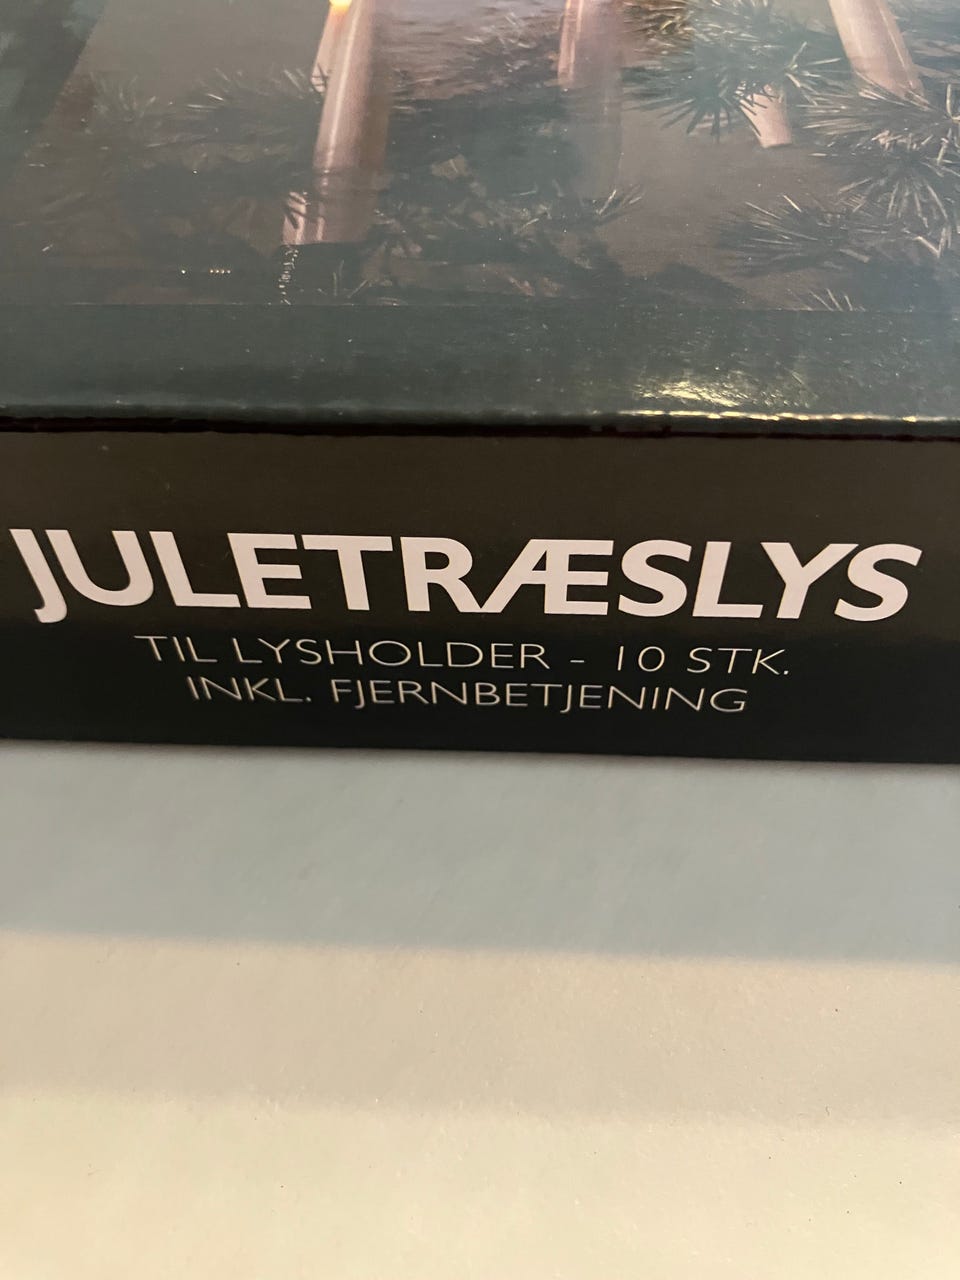 JULETRÆSLYS
TIL LYSHOLDER - 10 STK.
INKL. FJERNBETJENING